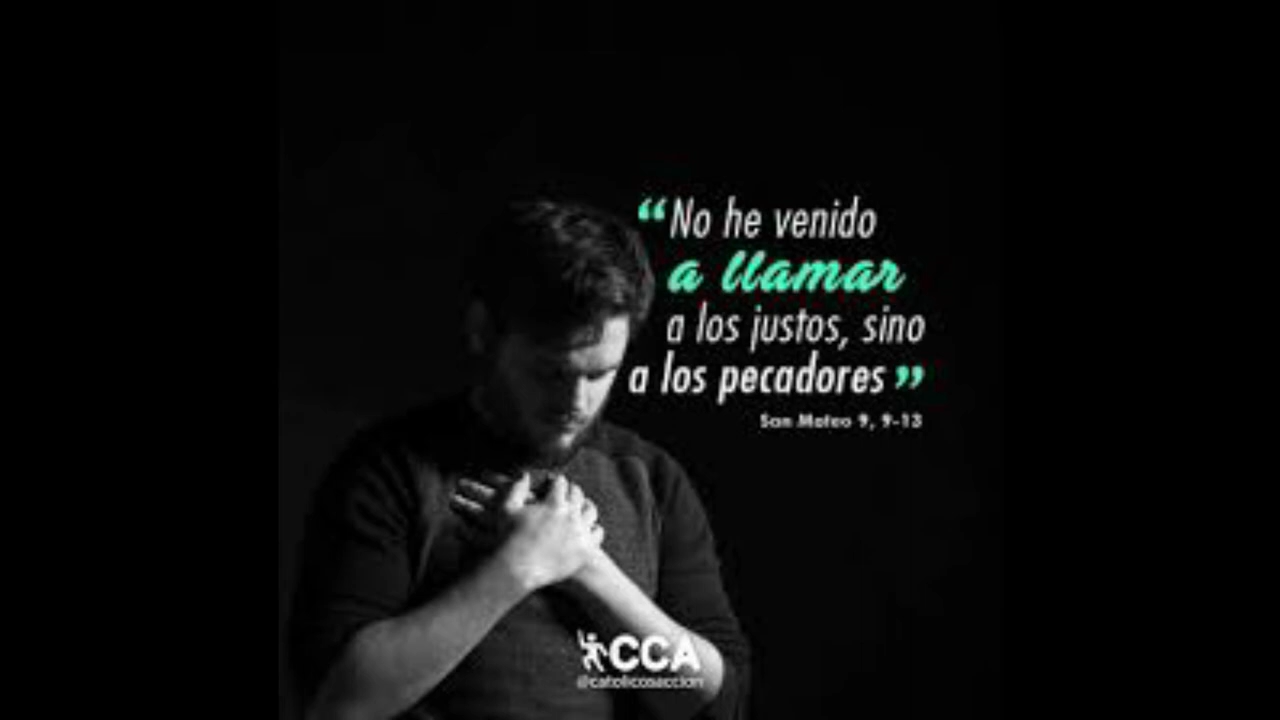 “No he venido
a llamar
a los justos, sino
a los pecadores”
San Mateo 9, 9-13
CCA
@catolicosaccion